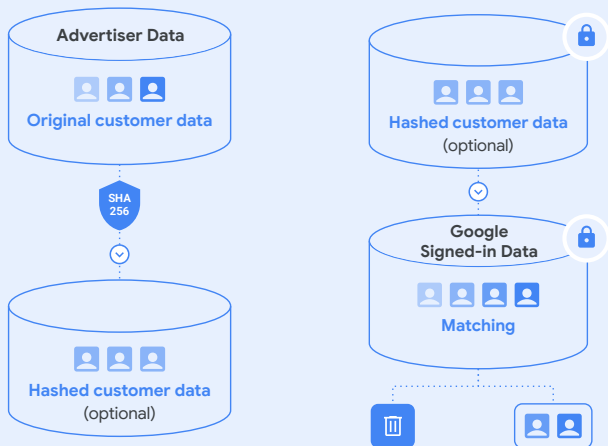 Advertiser Data
Original customer data
SHA
256
Hashed customer data
(optional)
Hashed customer data
(optional)
Google
Signed-in Data
Matching